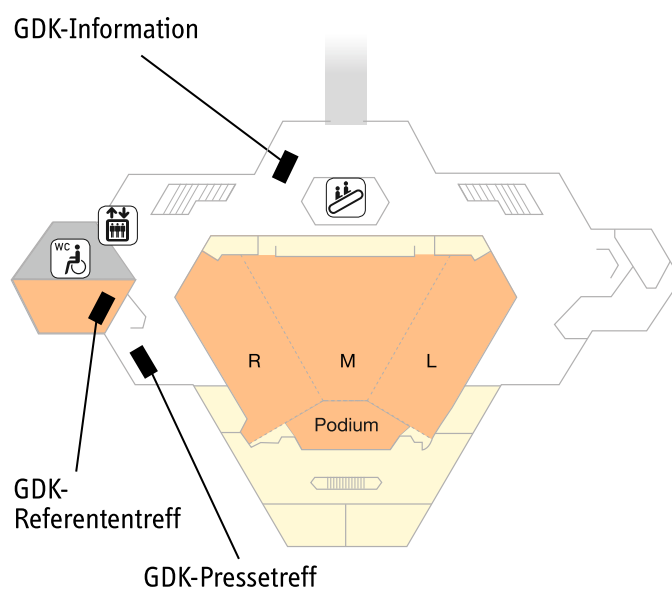 GDK-Information
WC
R
M
L
Podium
GDK-
Referententreff
GDK-Pressetreff